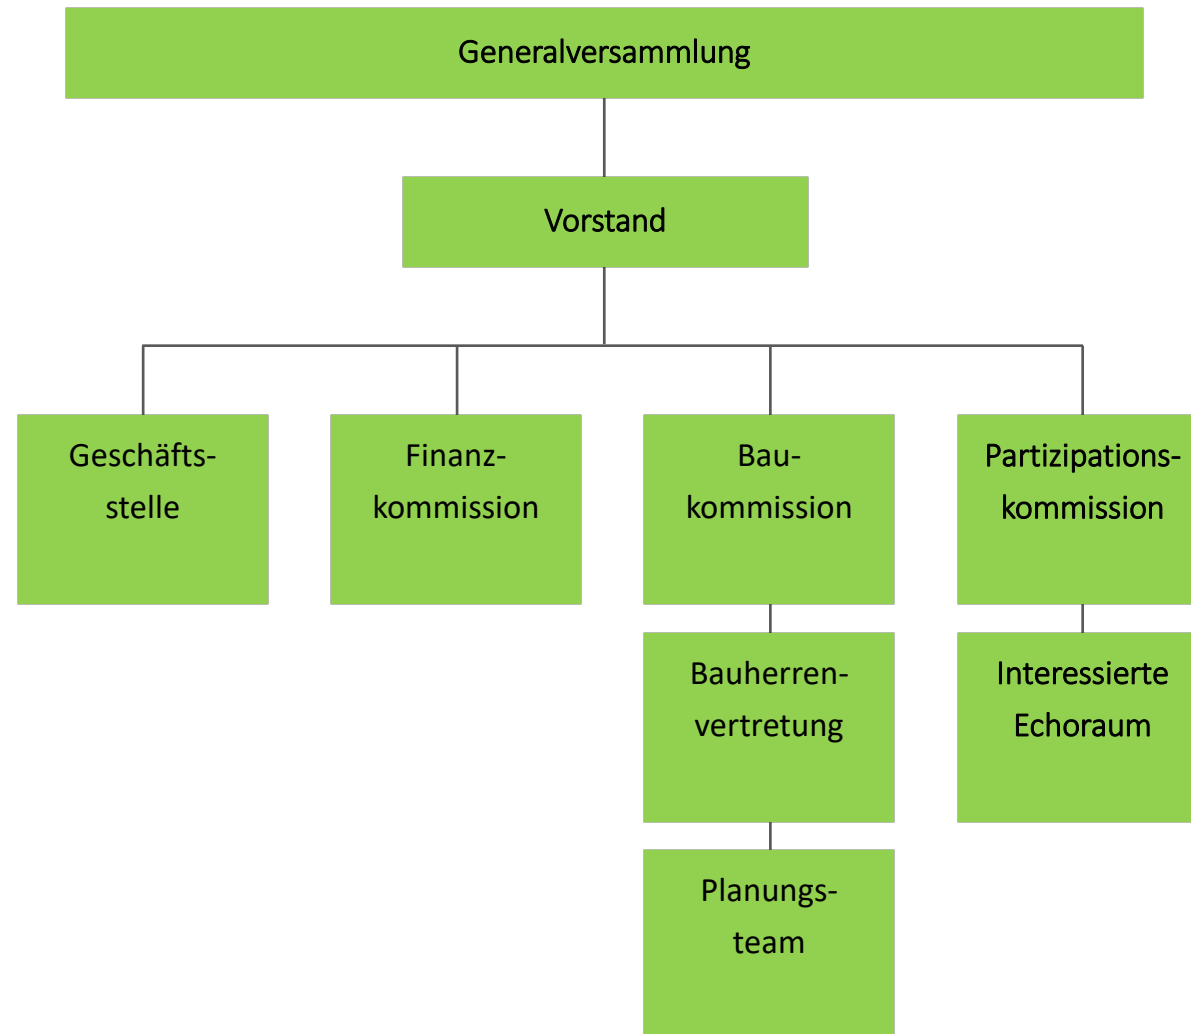 Generalversammlung
Vorstand
Geschäfts-
stelle
Finanz-
kommission
Bau-
kommission
Partizipations-
kommission
Bauherren-
vertretung
Interessierte
Echoraum
Planungs-
team